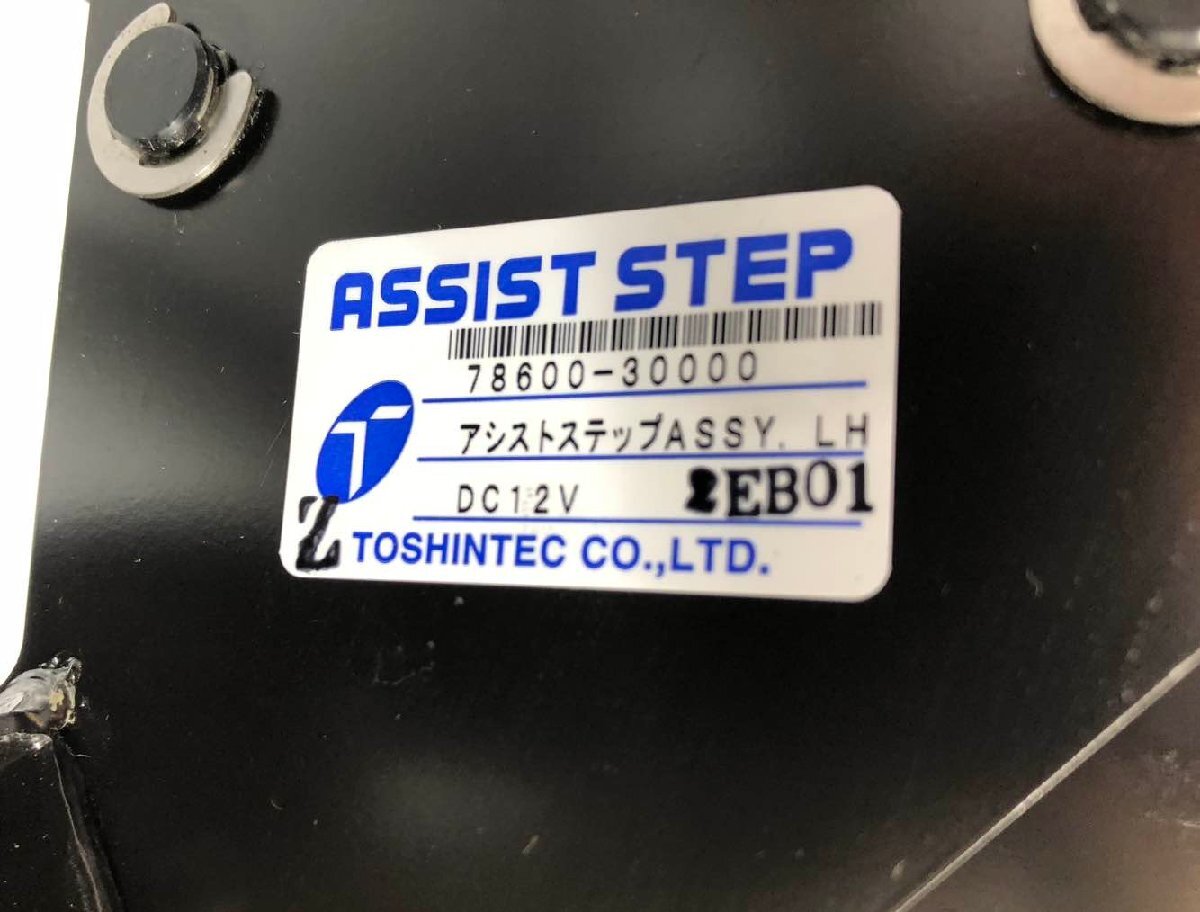 ASSIST STEP
78600-30000
アシストステップASSY. LH
DC12V
EB01
Z TOSHINTEC CO.,LTD.